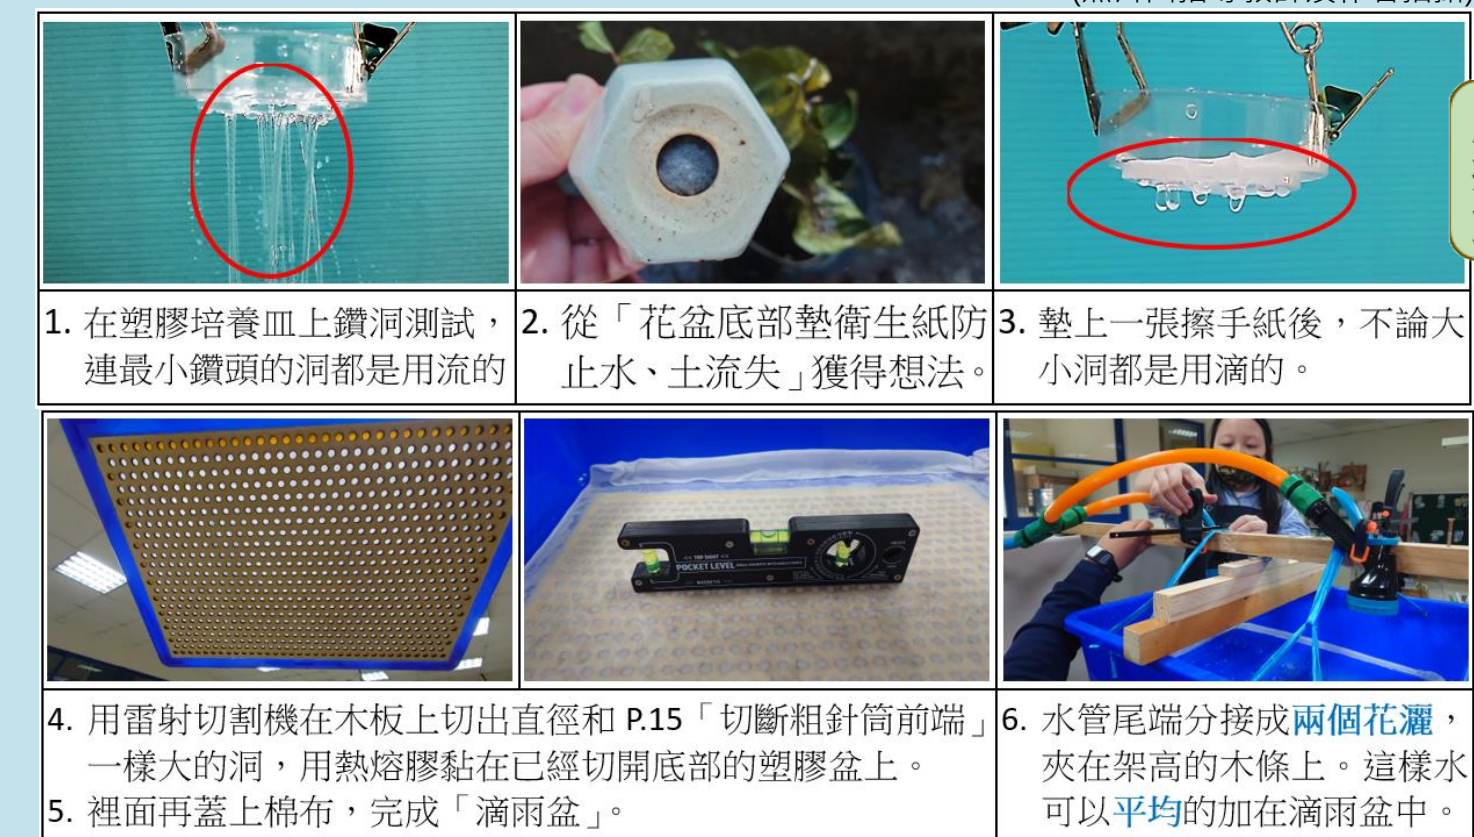 1. 在塑膠培養皿上鑽洞測試，
連最小鑽頭的洞都是用流的
2. 從「花盆底部墊衛生紙防
止水、土流失」獲得想法。
3. 墊上一張擦手紙後，不論大
小洞都是用滴的。
<< TOP SIGHT >>
POCKET LEVEL
4. 用雷射切割機在木板上切出直徑和 P.15「切斷粗針筒前端」
一樣大的洞，用熱熔膠黏在已經切開底部的塑膠盆上。
5. 裡面再蓋上棉布，完成「滴雨盆」。
6. 水管尾端分接成兩個花灑，
夾在架高的木條上。這樣水
可以平均的加在滴雨盆中。